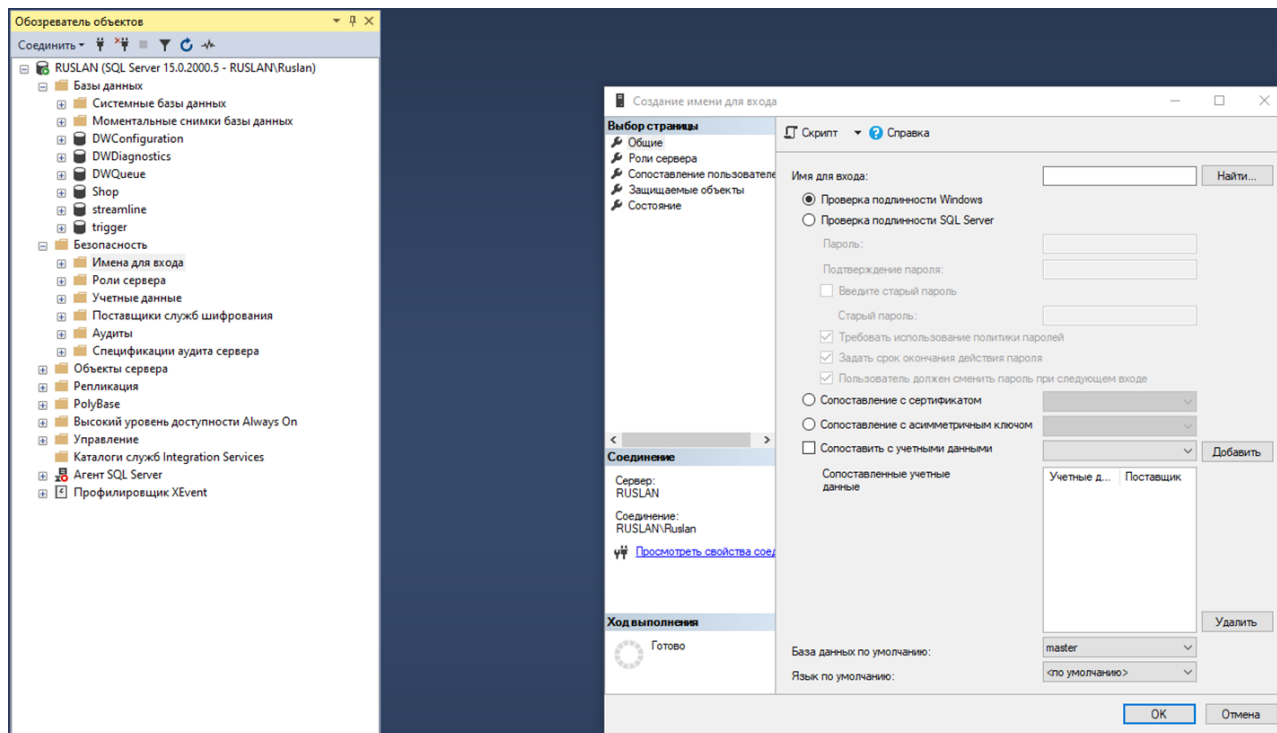 Обозреватель объектов
Соединить
RUSLAN (SQL Server 15.0.2000.5 - RUSLAN\Ruslan)
Базы данных
Системные базы данных
Моментальные снимки базы данных
DWConfiguration
DWDiagnostics
DWQueue
Shop
streamline
trigger
Безопасность
Имена для входа
Роли сервера
Учетные данные
Поставщики служб шифрования
Аудиты
Спецификации аудита сервера
Объекты сервера
Репликация
PolyBase
Высокий уровень доступности Always On
Управление
Каталоги служб Integration Services
Агент SQL Server
Профилировщик XEvent
Создание имени для входа
Выбор страницы
Общие
Роли сервера
Сопоставление пользователе
Защищаемые объекты
Состояние
Соединение
Сервер:
RUSLAN
Соединение:
RUSLAN\Ruslan
Просмотреть свойства соед
Ход выполнения
Готово
Скрипт Справка
Имя для входа: Найти...
Проверка подлинности Windows
Проверка подлинности SQL Server
Пароль:
Подтверждение пароля:
Введите старый пароль
Старый пароль:
Требовать использование политики паролей
Задать срок окончания действия пароля
Пользователь должен сменить пароль при следующем входе
Сопоставление с сертификатом
Сопоставление с асимметричным ключом
Сопоставить с учетными данными Добавить
Сопоставленные учетные
данные
Учетные д... Поставщик
Удалить
База данных по умолчанию: master
Язык по умолчанию: <по умолчанию>
OK Отмена